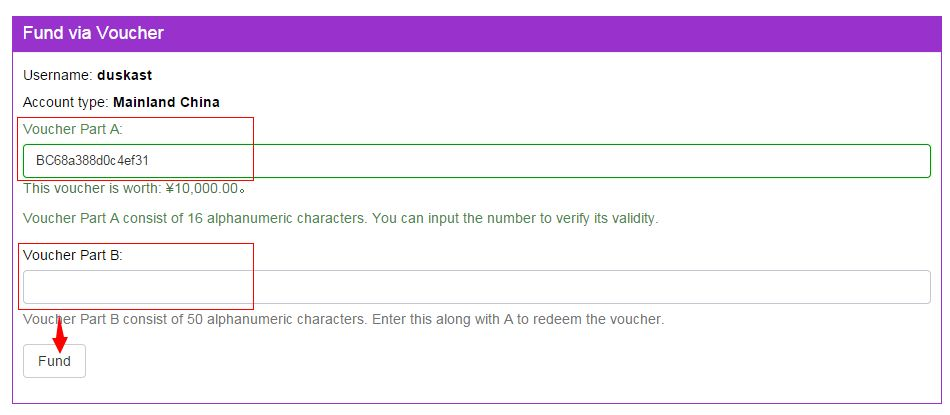 Fund via Voucher
Username: duskast
Account type: Mainland China
Voucher Part A:
BC68a388d0c4ef31
This voucher is worth: ¥10,000.00。
Voucher Part A consist of 16 alphanumeric characters. You can input the number to verify its validity.
Voucher Part B:
Voucher Part B consist of 50 alphanumeric characters. Enter this along with A to redeem the voucher.
Fund